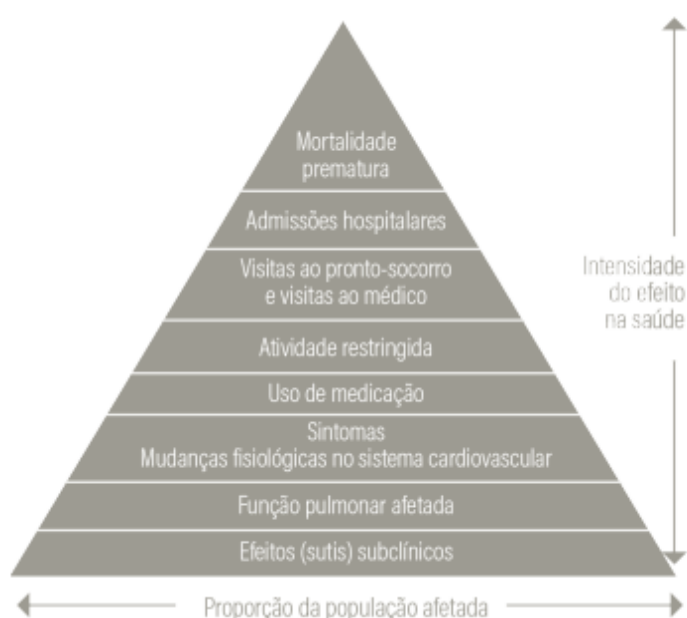 Mortalidade
prematura
Admissões hospitalares
Visitas ao pronto-socorro
e visitas ao médico
Atividade restringida
Uso de medicação
Sintomas
Mudanças fisiológicas no sistema cardiovascular
Função pulmonar afetada
Efeitos (sutis) subclínicos
Intensidade
do efeito
na saúde
Proporção da população afetada